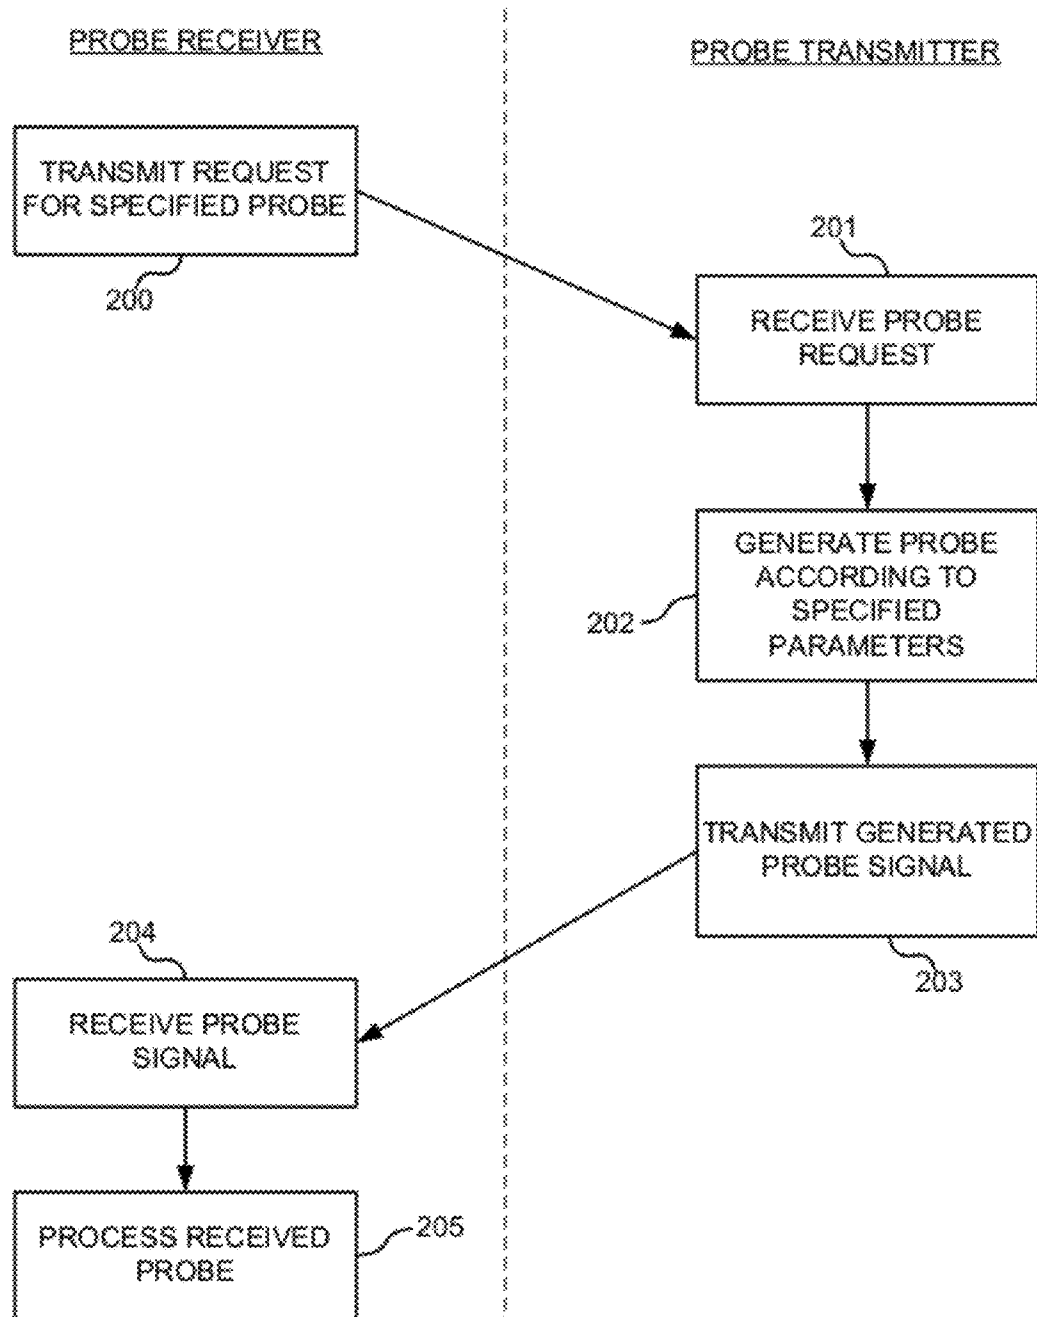 PROBE RECEIVER
PROBE TRANSMITTER
TRANSMIT REQUEST
FOR SPECIFIED PROBE
200
201
RECEIVE PROBE
REQUEST
GENERATE PROBE
ACCORDING TO
SPECIFIED
PARAMETERS
202
TRANSMIT GENERATED
PROBE SIGNAL
203
204
RECEIVE PROBE
SIGNAL
PROCESS RECEIVED
PROBE
205